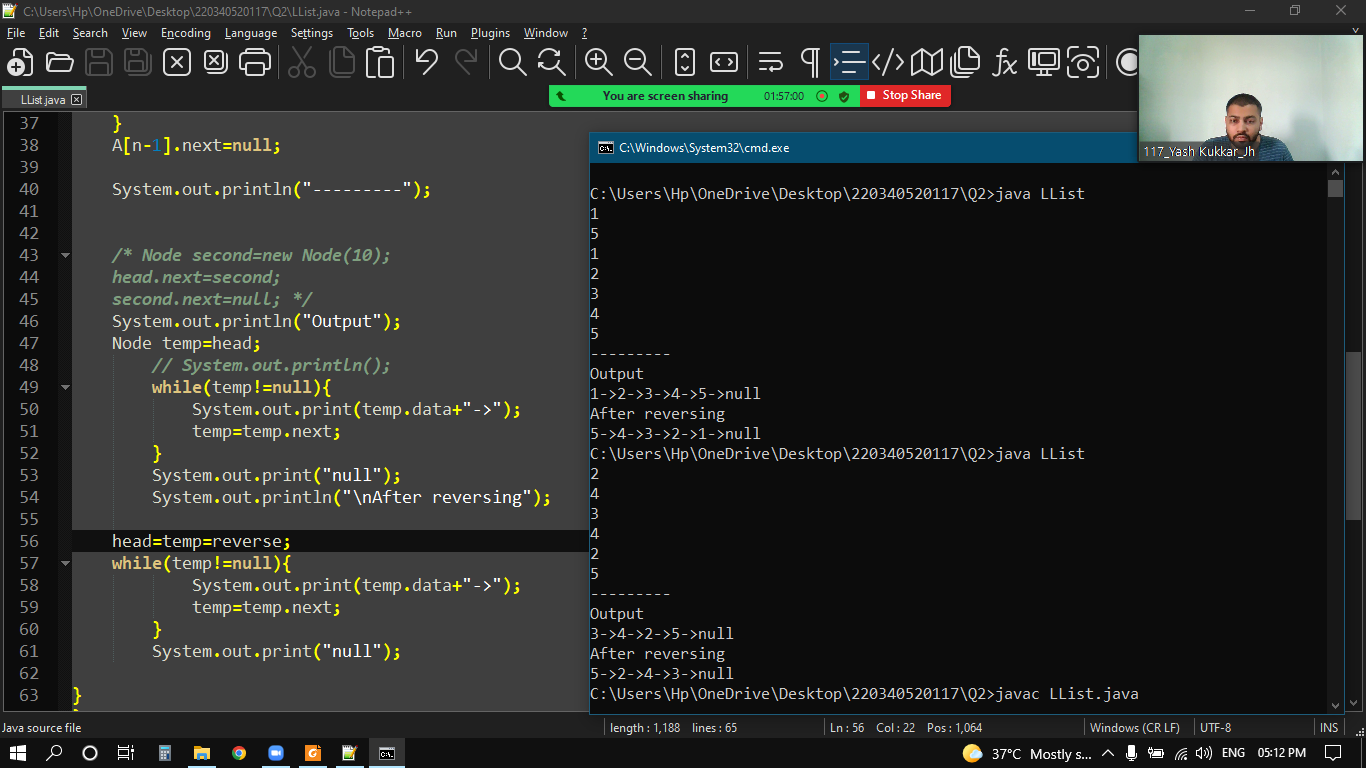 C:\Users\Hp\OneDrive\Desktop\220340520117\Q2\LList.java - Notepad++
File Edit Search View Encoding Language Settings Tools Macro Run Plugins Window ?
You are screen sharing 01:57:00 Stop Share
LList.java
117_Yash Kukkar_Jh
37 }
38 A[n-1].next=null;
39
40 System.out.println("---------");
41
42
43 /* Node second=new Node(10);
44 head.next=second;
45 second.next=null; */
46 System.out.println("Output");
47 Node temp=head;
48 // System.out.println();
49 while(temp!=null){
50 System.out.print(temp.data+"->");
51 temp=temp.next;
52 }
53 System.out.print("null");
54 System.out.println("\nAfter reversing");
55
56 head=temp=reverse;
57 while(temp!=null){
58 System.out.print(temp.data+"->");
59 temp=temp.next;
60 }
61 System.out.print("null");
62
63 }
C:\Windows\System32\cmd.exe
C:\Users\Hp\OneDrive\Desktop\220340520117\Q2>java LList
1
5
1
2
3
4
5
---------
Output
1->2->3->4->5->null
After reversing
5->4->3->2->1->null
C:\Users\Hp\OneDrive\Desktop\220340520117\Q2>java LList
2
4
3
4
2
5
---------
Output
3->4->2->5->null
After reversing
5->2->4->3->null
C:\Users\Hp\OneDrive\Desktop\220340520117\Q2>javac LList.java
Java source file length : 1,188 lines : 65 Ln : 56 Col : 22 Pos : 1,064 Windows (CR LF) UTF-8 INS
37°C Mostly s... ENG 05:12 PM